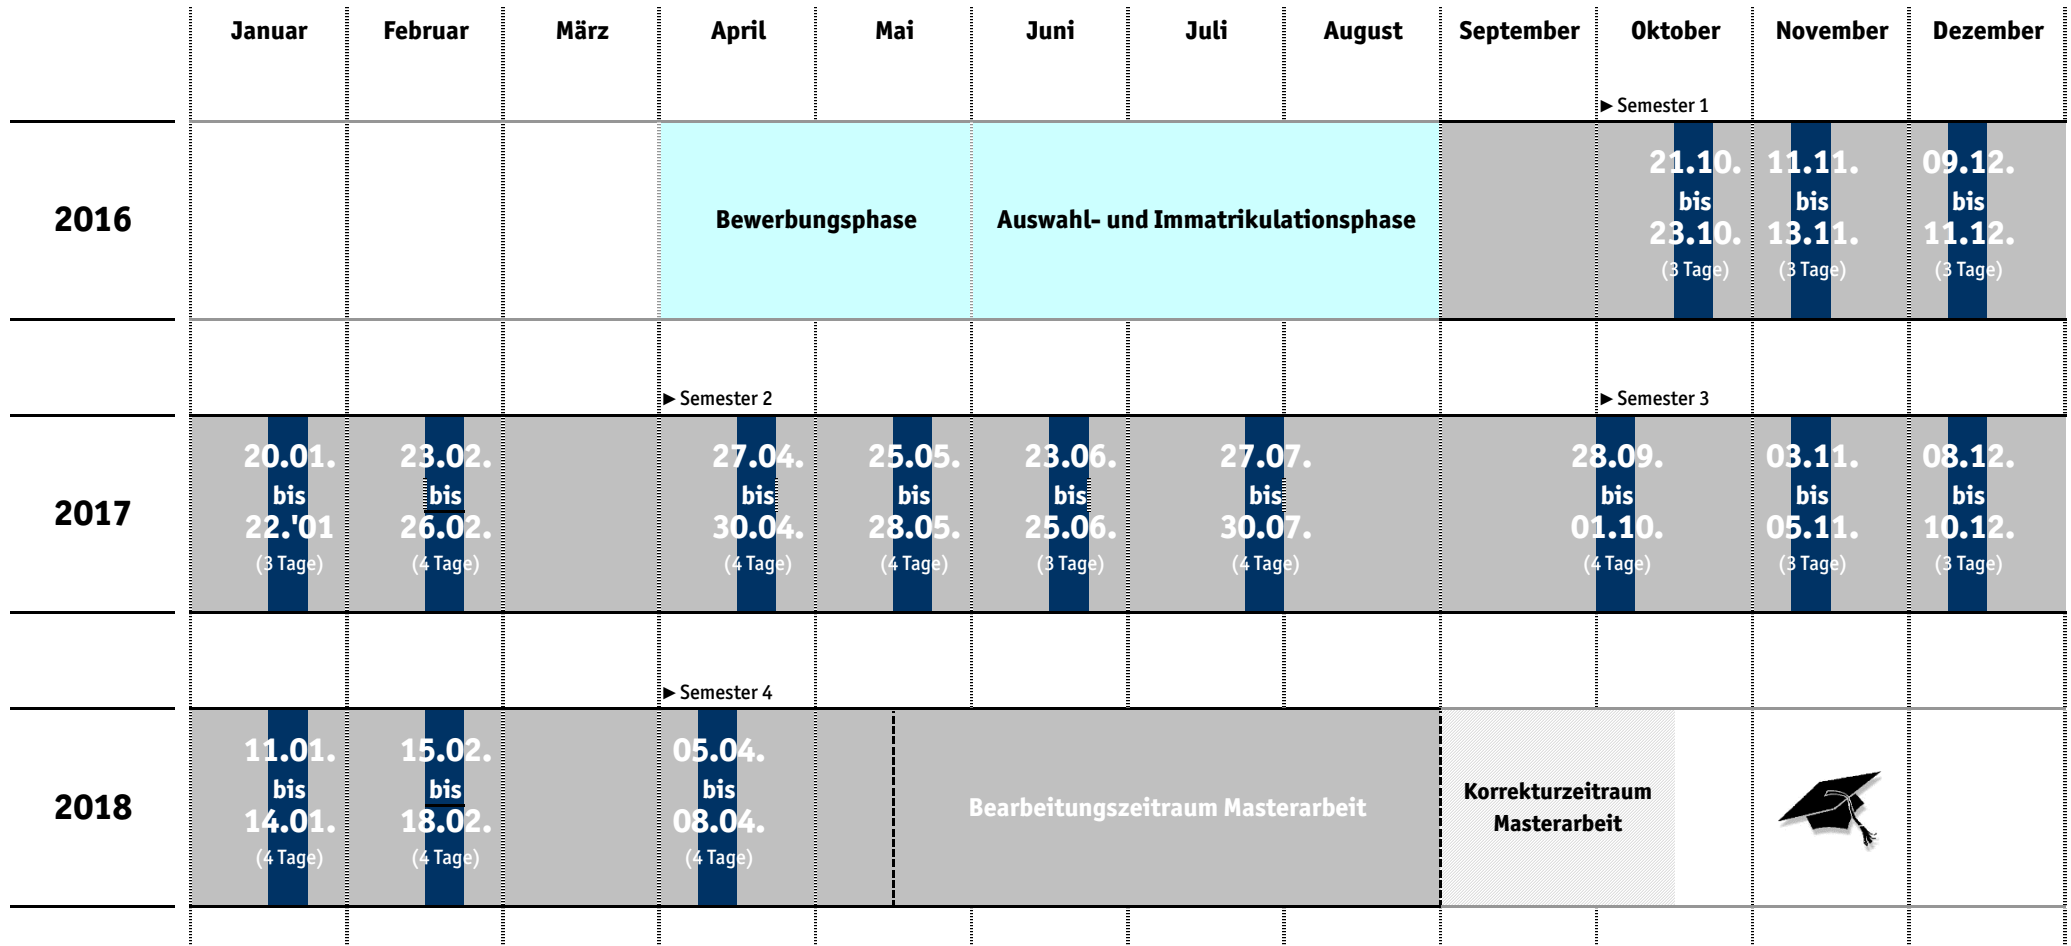 Januar Februar März April Mai Juni Juli August September Oktober November Dezember
►Semester 1
2016
Bewerbungsphase
Auswahl- und Immatrikulationsphase
21.10. 11.11. 09.12.
bis bis bis
23.10. 13.11. 11.12.
(3 Tage) (3 Tage) (3 Tage)
►Semester 2 ►Semester 3
2017
20.01. 23.02. 27.04. 25.05. 23.06. 27.07. 28.09. 03.11. 08.12.
bis bis bis bis bis bis bis bis bis
22.'01 26.02. 30.04. 28.05. 25.06. 30.07. 01.10. 05.11. 10.12.
(3 Tage) (4 Tage) (4 Tage) (4 Tage) (3 Tage) (4 Tage) (4 Tage) (3 Tage) (3 Tage)
►Semester 4
2018
11.01. 15.02. 05.04.
bis bis bis
14.01. 18.02. 08.04.
(4 Tage) (4 Tage) (4 Tage)
Bearbeitungszeitraum Masterarbeit
Korrekturzeitraum
Masterarbeit